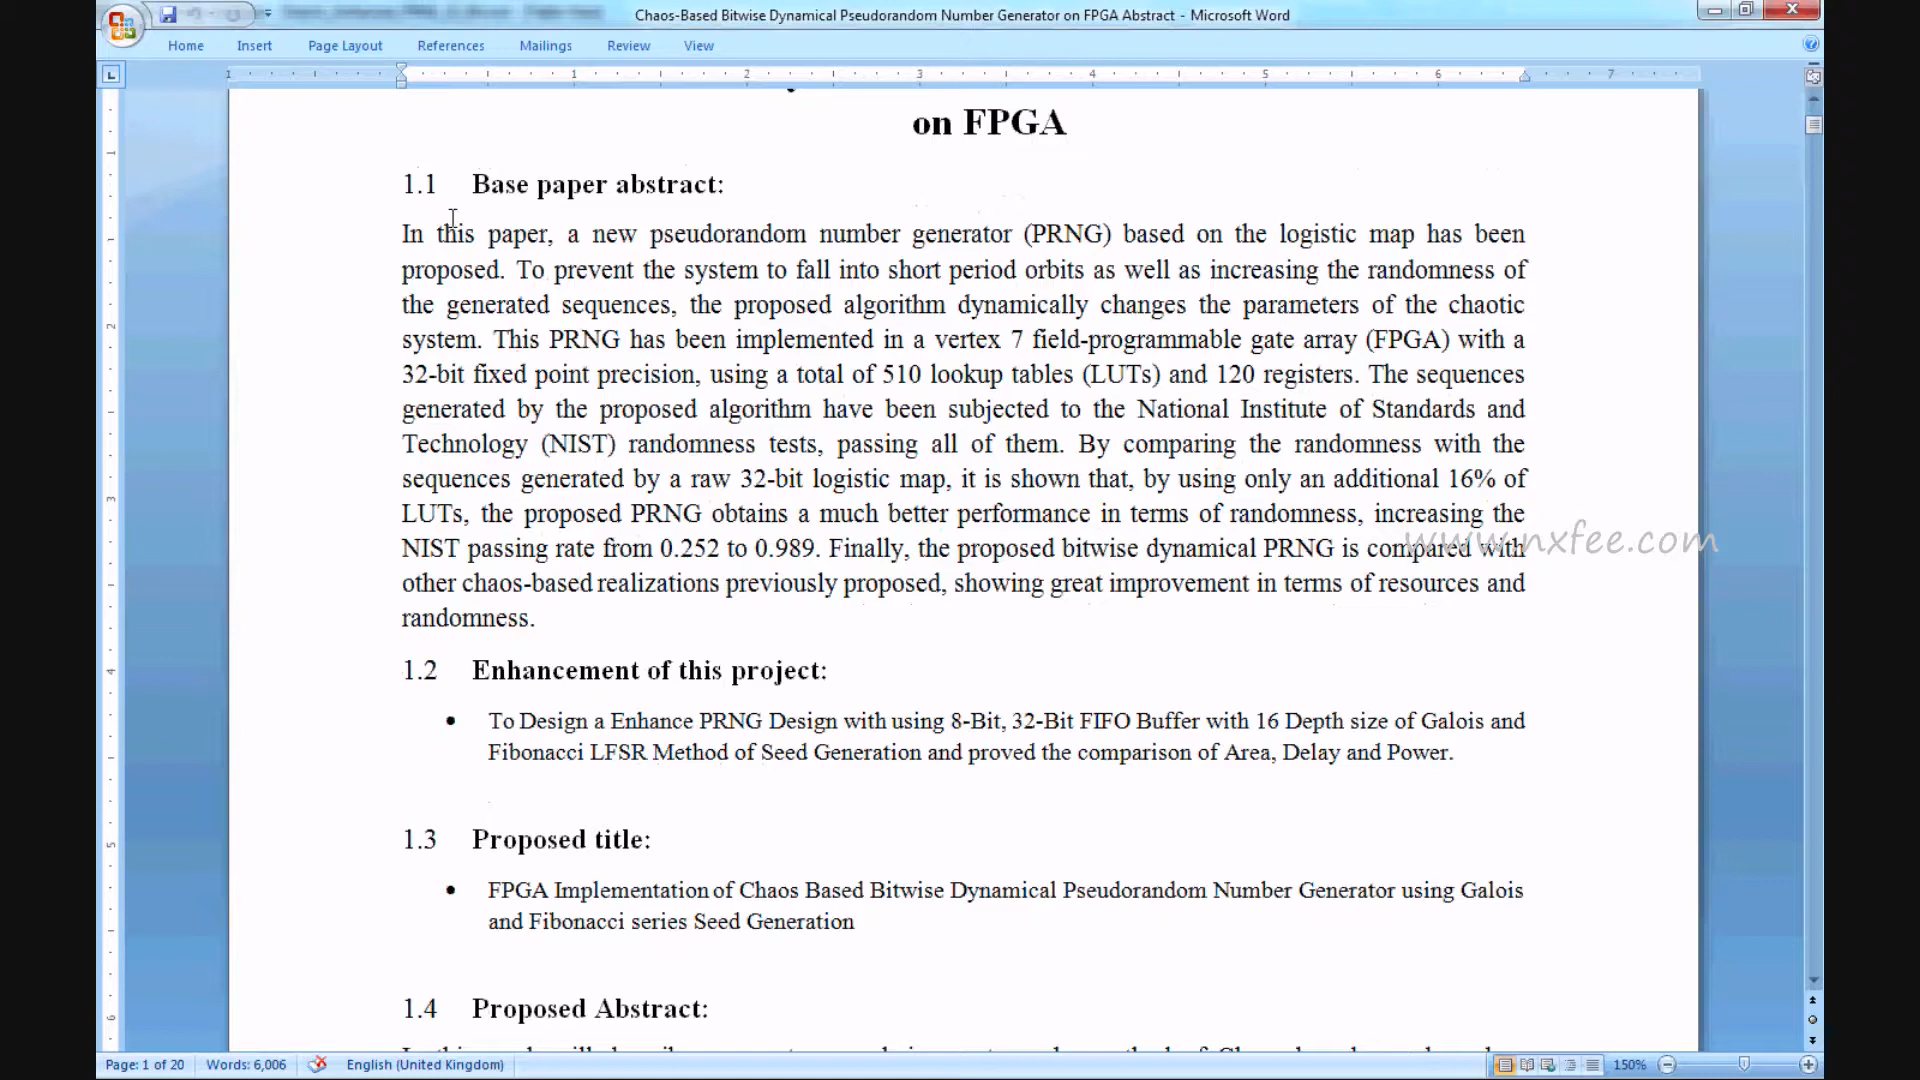 Chaos-Based Bitwise Dynamical Pseudorandom Number Generator on FPGA Abstract - Microsoft Word
Home Insert Page Layout References Mailings Review View
1 1 2 3 4 5 6 7
on FPGA
1.1 Base paper abstract:
In this paper, a new pseudorandom number generator (PRNG) based on the logistic map has been
proposed. To prevent the system to fall into short period orbits as well as increasing the randomness of
the generated sequences, the proposed algorithm dynamically changes the parameters of the chaotic
system. This PRNG has been implemented in a vertex 7 field-programmable gate array (FPGA) with a
32-bit fixed point precision, using a total of 510 lookup tables (LUTs) and 120 registers. The sequences
generated by the proposed algorithm have been subjected to the National Institute of Standards and
Technology (NIST) randomness tests, passing all of them. By comparing the randomness with the
sequences generated by a raw 32-bit logistic map, it is shown that, by using only an additional 16% of
LUTs, the proposed PRNG obtains a much better performance in terms of randomness, increasing the
NIST passing rate from 0.252 to 0.989. Finally, the proposed bitwise dynamical PRNG is compared with
www.nxfee.com
other chaos-based realizations previously proposed, showing great improvement in terms of resources and
randomness.
1.2 Enhancement of this project:
• To Design a Enhance PRNG Design with using 8-Bit, 32-Bit FIFO Buffer with 16 Depth size of Galois and
Fibonacci LFSR Method of Seed Generation and proved the comparison of Area, Delay and Power.
1.3 Proposed title:
• FPGA Implementation of Chaos Based Bitwise Dynamical Pseudorandom Number Generator using Galois
and Fibonacci series Seed Generation
1.4 Proposed Abstract:
Page: 1 of 20 Words: 6,006 English (United Kingdom) 150%